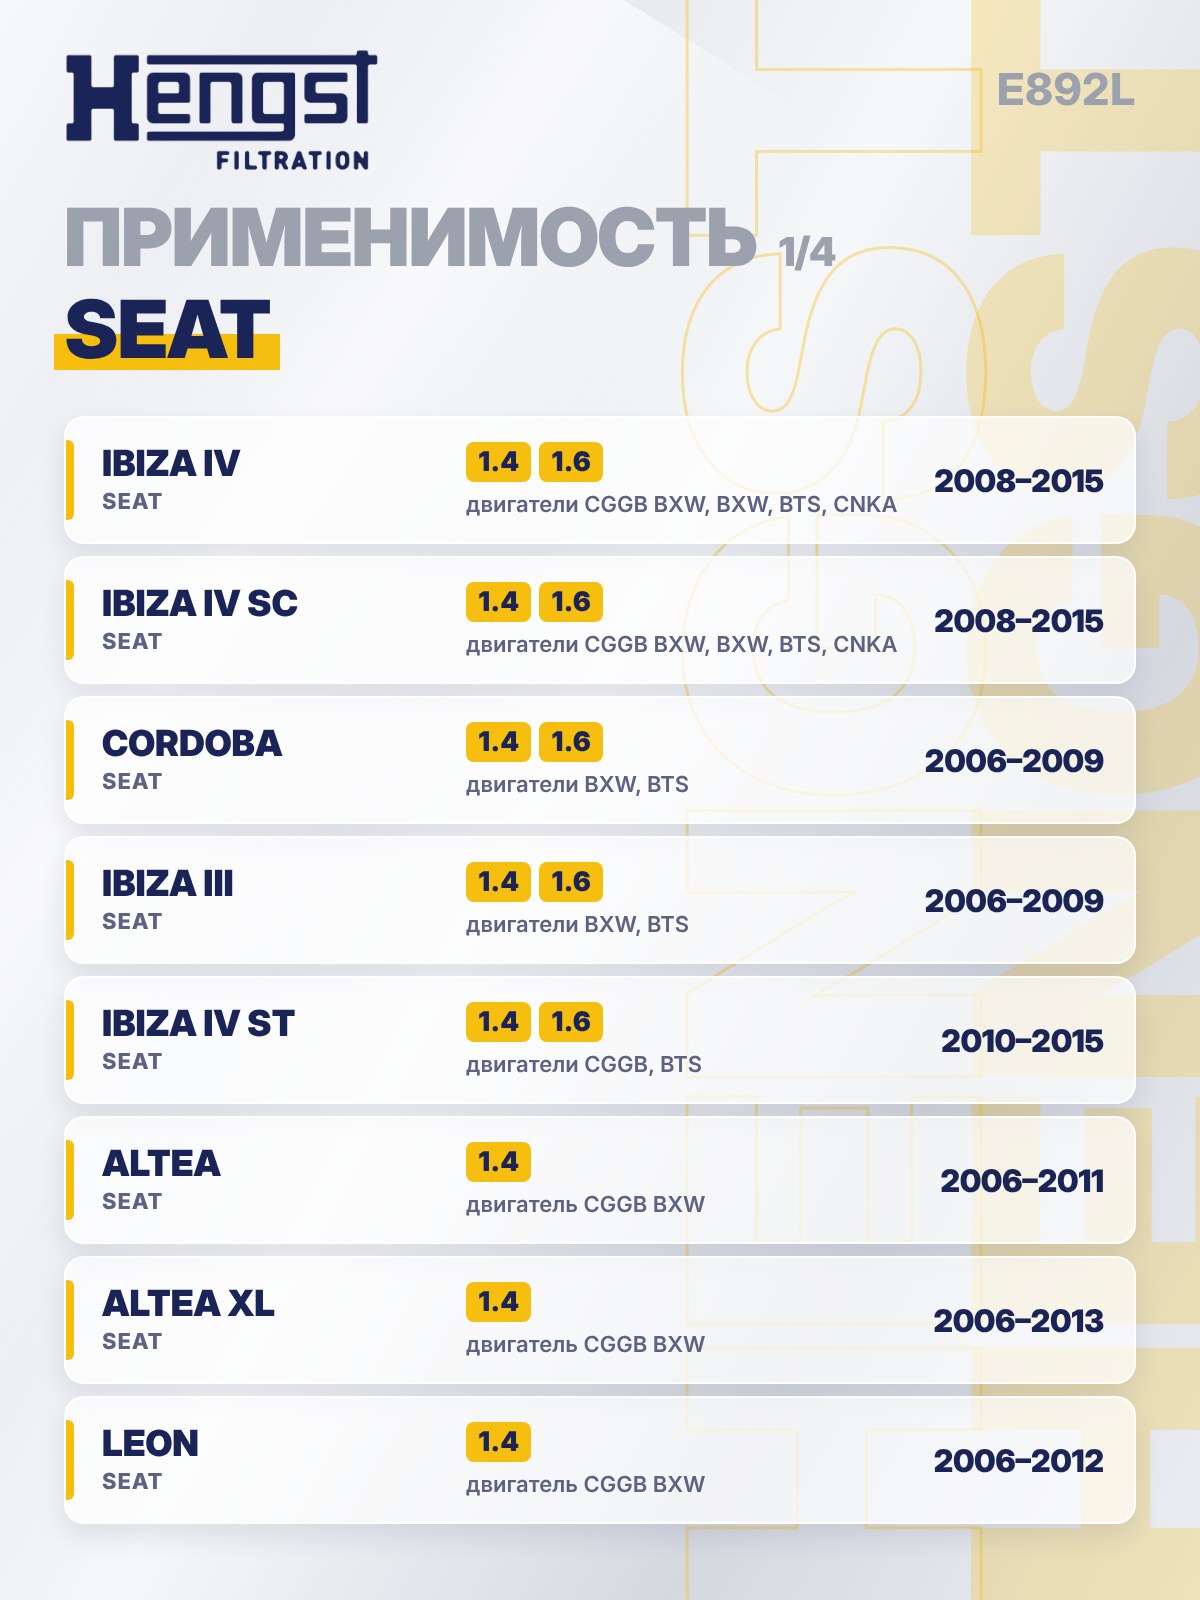 Hengst
FILTRATION
E892L
ПРИМЕНИМОСТЬ 1/4
SEAT
IBIZA IV
SEAT
1.4 1.6
двигатели CGGB BXW, BXW, BTS, CNKA
2008–2015
IBIZA IV SC
SEAT
1.4 1.6
двигатели CGGB BXW, BXW, BTS, CNKA
2008–2015
CORDOBA
SEAT
1.4 1.6
двигатели BXW, BTS
2006–2009
IBIZA III
SEAT
1.4 1.6
двигатели BXW, BTS
2006–2009
IBIZA IV ST
SEAT
1.4 1.6
двигатели CGGB, BTS
2010–2015
ALTEA
SEAT
1.4
двигатель CGGB BXW
2006–2011
ALTEA XL
SEAT
1.4
двигатель CGGB BXW
2006–2013
LEON
SEAT
1.4
двигатель CGGB BXW
2006–2012
HENGST
HENGST